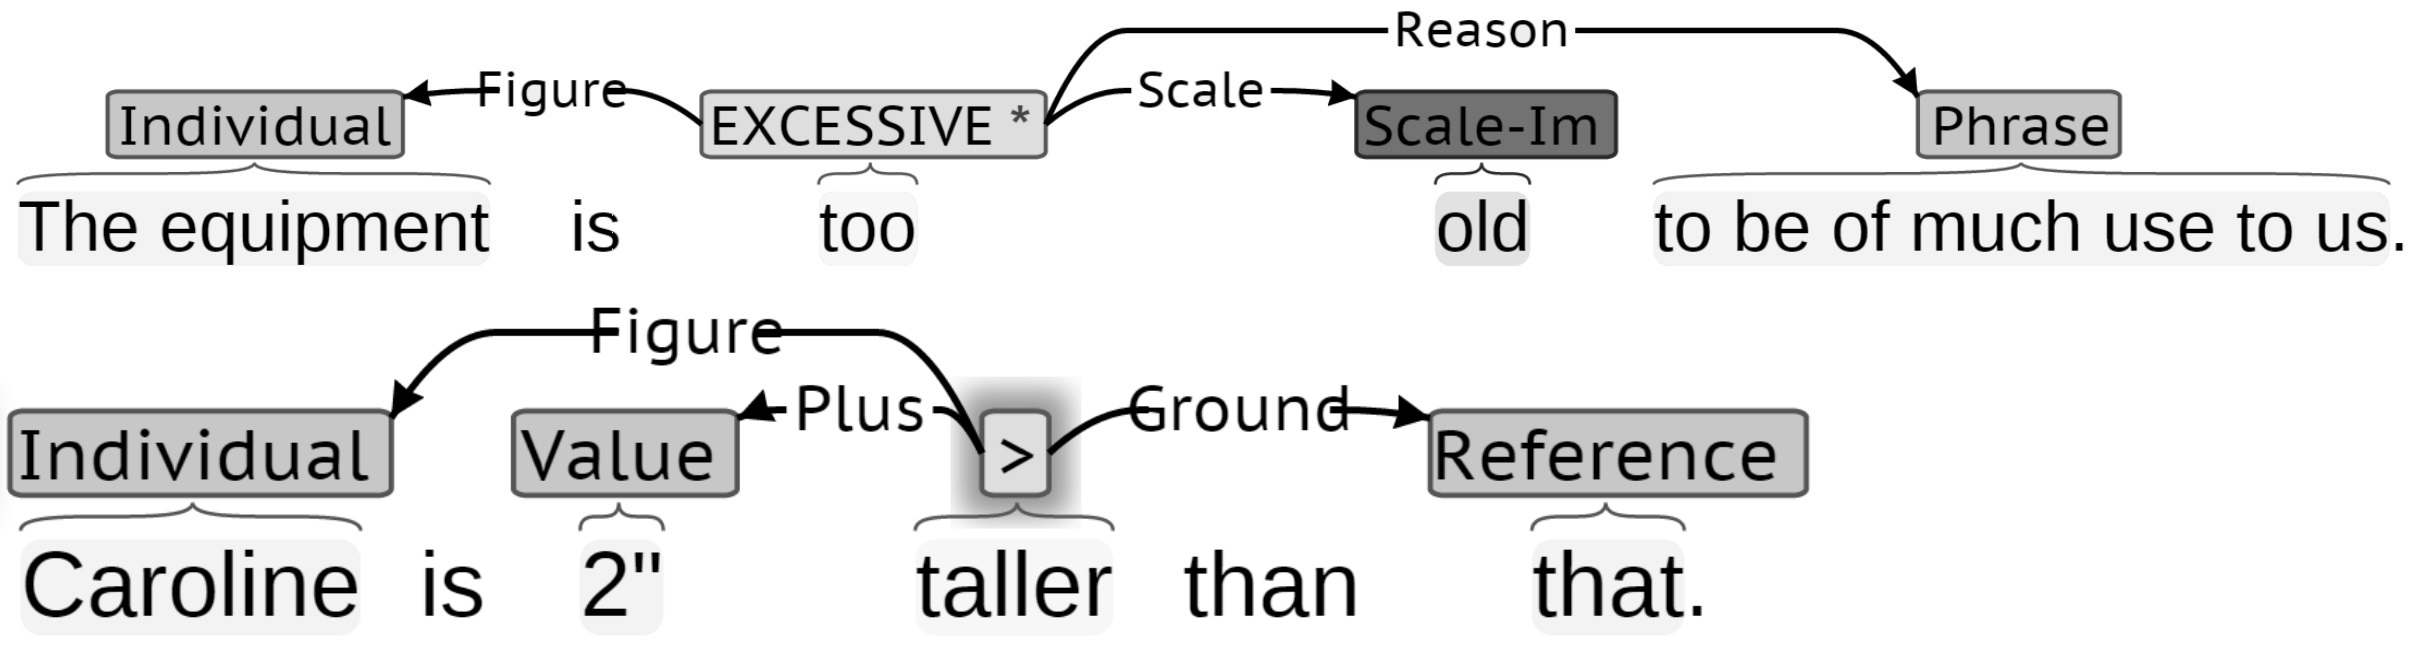 Reason
Figure Scale
Individual EXCESSIVE * Scale-Im Phrase
The equipment is too old to be of much use to us.
Figure
Plus Ground
Individual Value > Reference
Caroline is 2" taller than that.